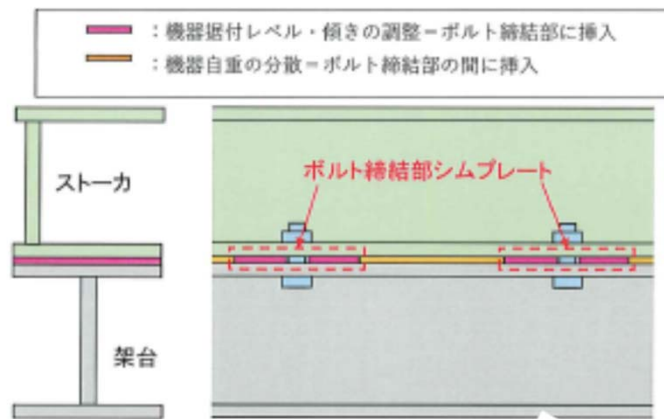 ：機器据付レベル・傾きの調整＝ボルト締結部に挿入
：機器自重の分散＝ボルト締結部の間に挿入
ストーカ
ボルト締結部シムプレート
架台